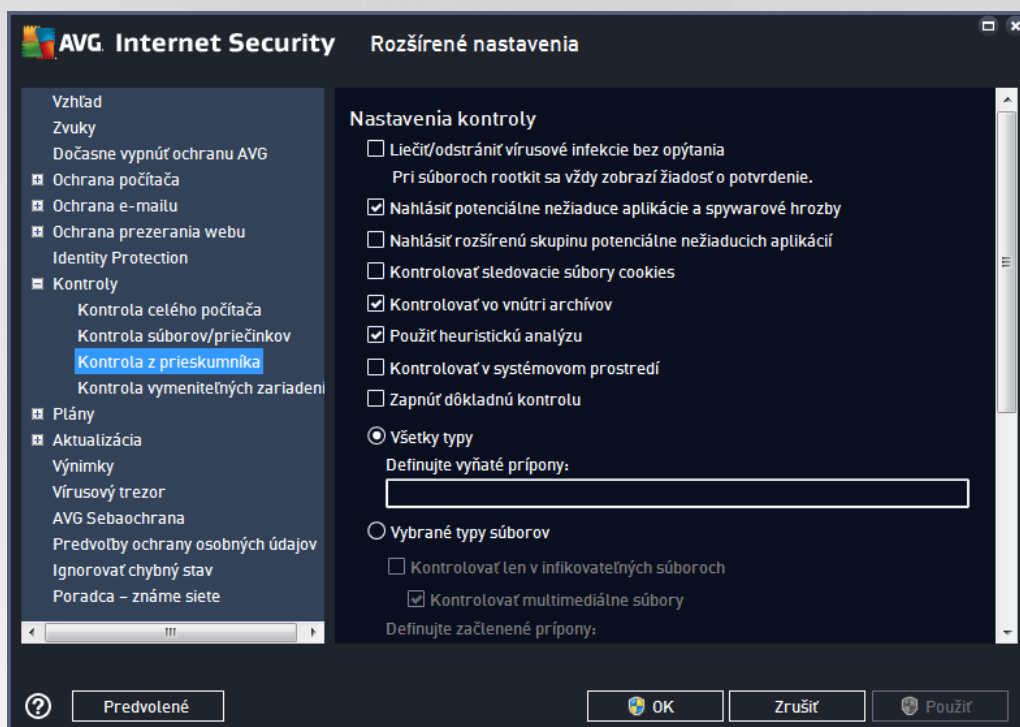 AVG. Internet Security
Rozšírené nastavenia
Vzhľad
Zvuky
Dočasne vypnúť ochranu AVG
Ochrana počítača
Ochrana e-mailu
Ochrana prezerania webu
Identity Protection
Kontroly
Kontrola celého počítača
Kontrola súborov/priečinkov
Kontrola z prieskumníka
Kontrola vymeniteľných zariadení
Plány
Aktualizácia
Výnimky
Vírusový trezor
AVG Sebaochrana
Predvoľby ochrany osobných údajov
Ignorovať chybný stav
Poradca – známe siete
Nastavenia kontroly
Liečiť/odstrániť vírusové infekcie bez opýtania
Pri súboroch rootkit sa vždy zobrazí žiadosť o potvrdenie.
Nahlásiť potenciálne nežiaduce aplikácie a spywarové hrozby
Nahlásiť rozšírenú skupinu potenciálne nežiaducich aplikácií
Kontrolovať sledovacie súbory cookies
Kontrolovať vo vnútri archívov
Použiť heuristickú analýzu
Kontrolovať v systémovom prostredí
Zapnúť dôkladnú kontrolu
Všetky typy
Definujte vyňaté prípony:
Vybrané typy súborov
Kontrolovať len v infikovateľných súboroch
Kontrolovať multimediálne súbory
Definujte začlenené prípony:
Predvolené
OK
Zrušiť
Použiť